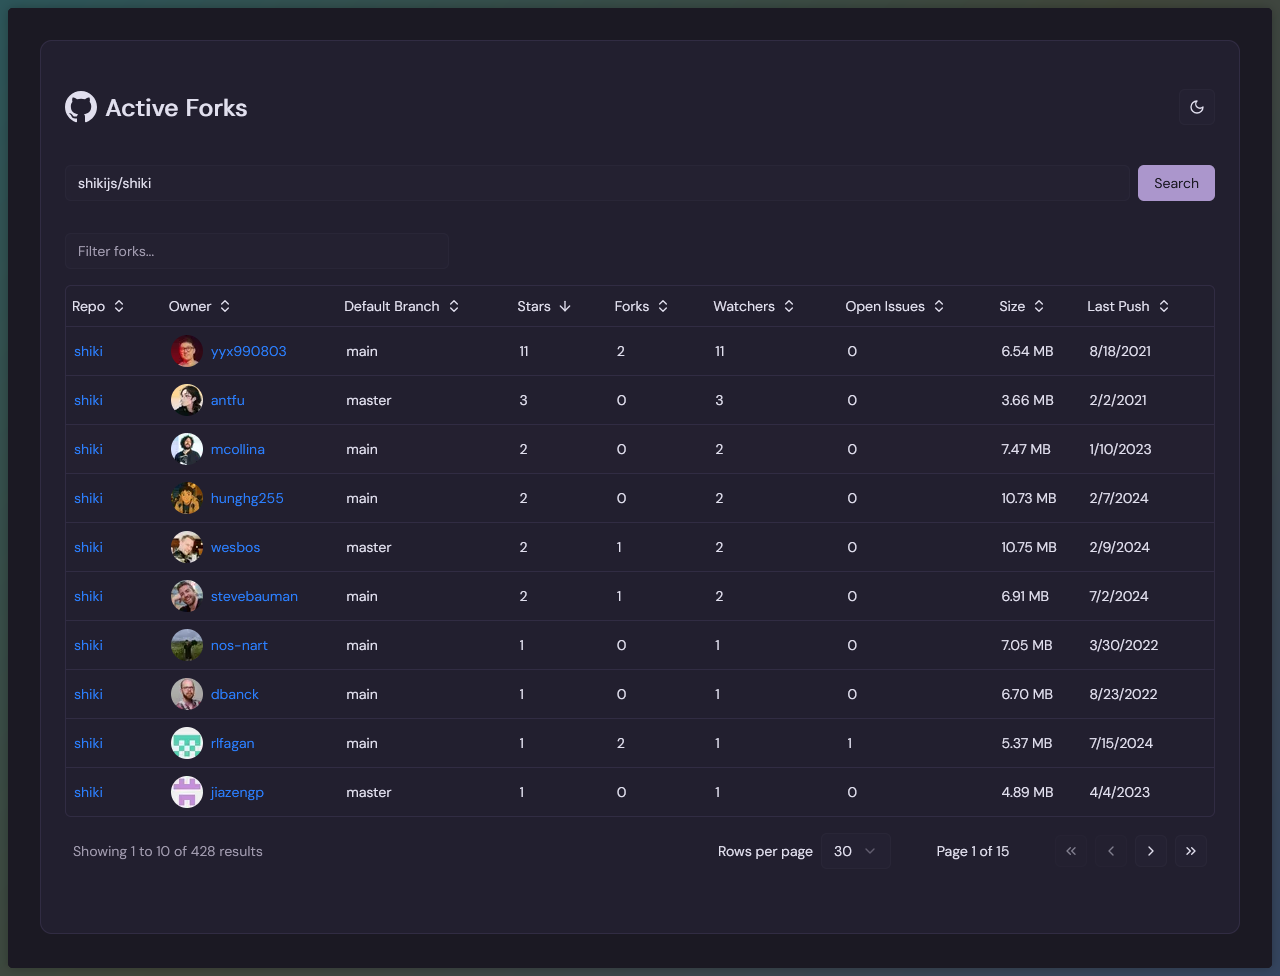 Active Forks
shikijs/shiki
Search
Filter forks...
Repo Owner Default Branch Stars Forks Watchers Open Issues Size Last Push
shiki yyx990803 main 11 2 11 0 6.54 MB 8/18/2021
shiki antfu master 3 0 3 0 3.66 MB 2/2/2021
shiki mcollina main 2 0 2 0 7.47 MB 1/10/2023
shiki hunghg255 main 2 0 2 0 10.73 MB 2/7/2024
shiki wesbos master 2 1 2 0 10.75 MB 2/9/2024
shiki stevebauman main 2 1 2 0 6.91 MB 7/2/2024
shiki nos-nart main 1 0 1 0 7.05 MB 3/30/2022
shiki dbanck main 1 0 1 0 6.70 MB 8/23/2022
shiki rlfagan main 1 2 1 1 5.37 MB 7/15/2024
shiki jiazengp master 1 0 1 0 4.89 MB 4/4/2023
Showing 1 to 10 of 428 results Rows per page 30 Page 1 of 15